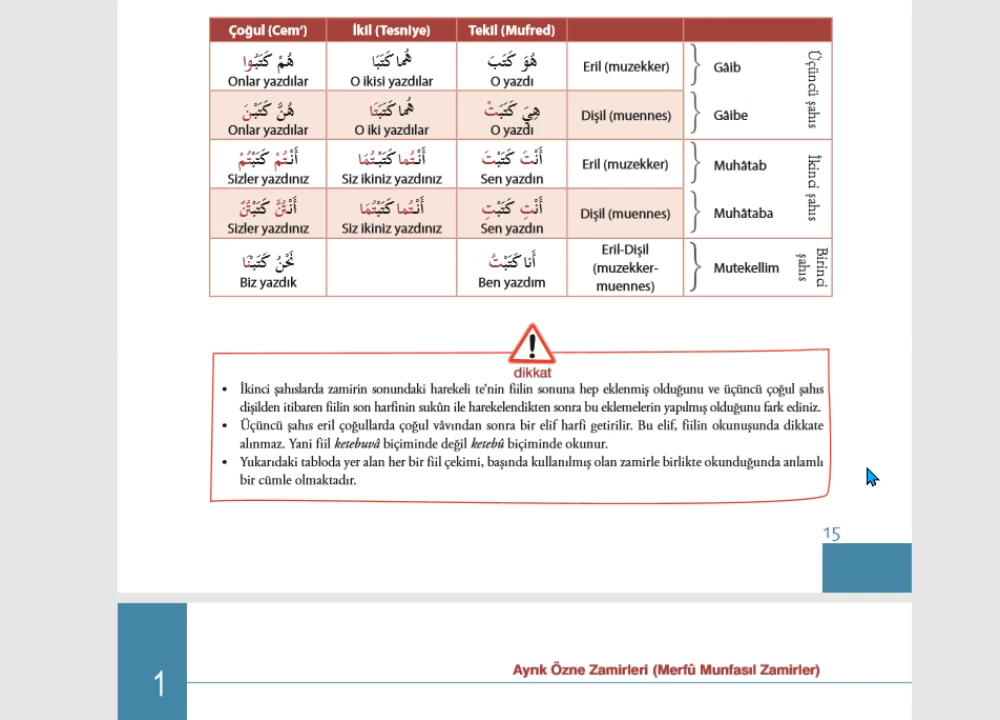 Çoğul (Cem’) İkil (Tesniye) Tekil (Mufred)
هُمْ كَتَبُوا هُمَا كَتَبَا هُوَ كَتَبَ Eril (muzekker) Gâib Üçüncü şahıs
Onlar yazdılar O ikisi yazdılar O yazdı
هُنَّ كَتَبْنَ هُمَا كَتَبَتَا هِيَ كَتَبَتْ Dişil (muennes) Gâibe
Onlar yazdılar O iki yazdılar O yazdı
أَنْتُمْ كَتَبْتُمْ أَنْتُما كَتَبْتُمَا أَنْتَ كَتَبْتَ Eril (muzekker) Muhâtab İkinci şahıs
Sizler yazdınız Siz ikiniz yazdınız Sen yazdın
أَنْتُنَّ كَتَبْتُنَّ أَنْتُما كَتَبْتُمَا أَنْتِ كَتَبْتِ Dişil (muennes) Muhâtaba
Sizler yazdınız Siz ikiniz yazdınız Sen yazdın
نَحْنُ كَتَبْنَا أَنا كَتَبْتُ Eril-Dişil (muzekker-muennes) Mutekellim Birinci şahıs
Biz yazdık Ben yazdım
dikkat
• İkinci şahıslarda zamirin sonundaki harekeli te’nin fiilin sonuna hep eklenmiş olduğunu ve üçüncü çoğul şahıs
dişilden itibaren fiilin son harfinin sukûn ile harekelendikten sonra bu eklemelerin yapılmış olduğunu fark ediniz.
• Üçüncü şahıs eril çoğullarda çoğul vâvından sonra bir elif harfi getirilir. Bu elif, fiilin okunuşunda dikkate
alınmaz. Yani fiil ketebuvâ biçiminde değil ketebû biçiminde okunur.
• Yukarıdaki tabloda yer alan her bir fiil çekimi, başında kullanılmış olan zamirle birlikte okunduğunda anlamlı
bir cümle olmaktadır.
15
1
Ayrık Özne Zamirleri (Merfû Munfasıl Zamirler)